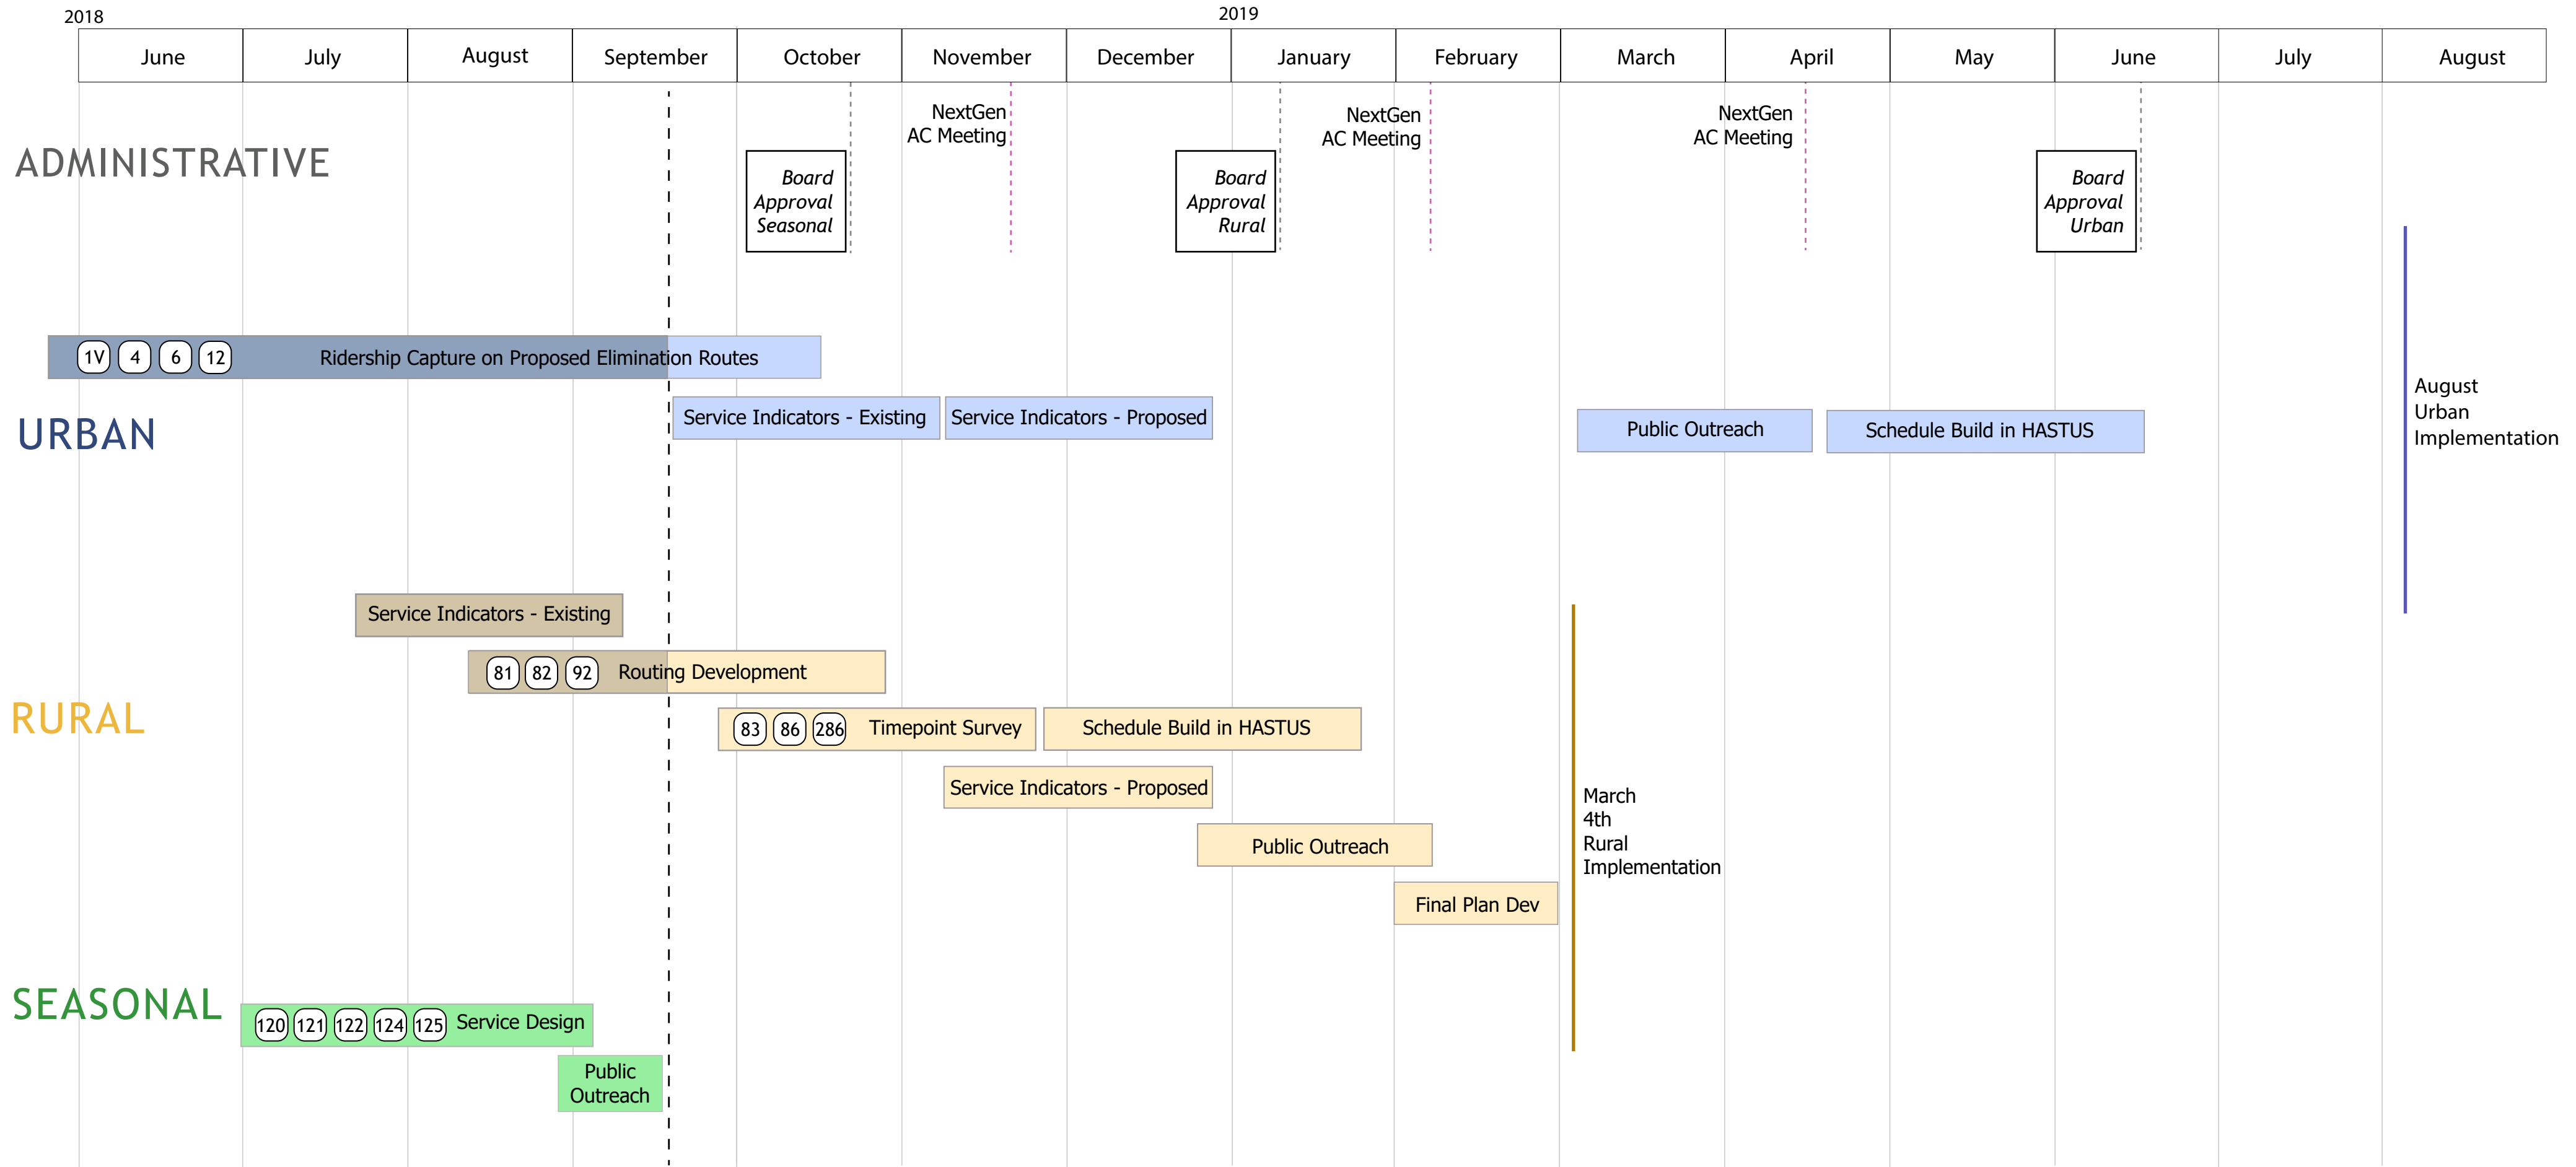 2018
2019
June
July
August
September
October
November
December
January
February
March
April
May
June
July
August
ADMINISTRATIVE
NextGen
AC Meeting
NextGen
AC Meeting
NextGen
AC Meeting
Board
Approval
Seasonal
Board
Approval
Rural
Board
Approval
Urban
URBAN
1V
4
6
12
Ridership Capture on Proposed Elimination Routes
Service Indicators - Existing
Service Indicators - Proposed
Public Outreach
Schedule Build in HASTUS
August
Urban
Implementation
RURAL
Service Indicators - Existing
81
82
92
Routing Development
83
86
286
Timepoint Survey
Schedule Build in HASTUS
Service Indicators - Proposed
Public Outreach
Final Plan Dev
March
4th
Rural
Implementation
SEASONAL
120
121
122
124
125
Service Design
Public
Outreach